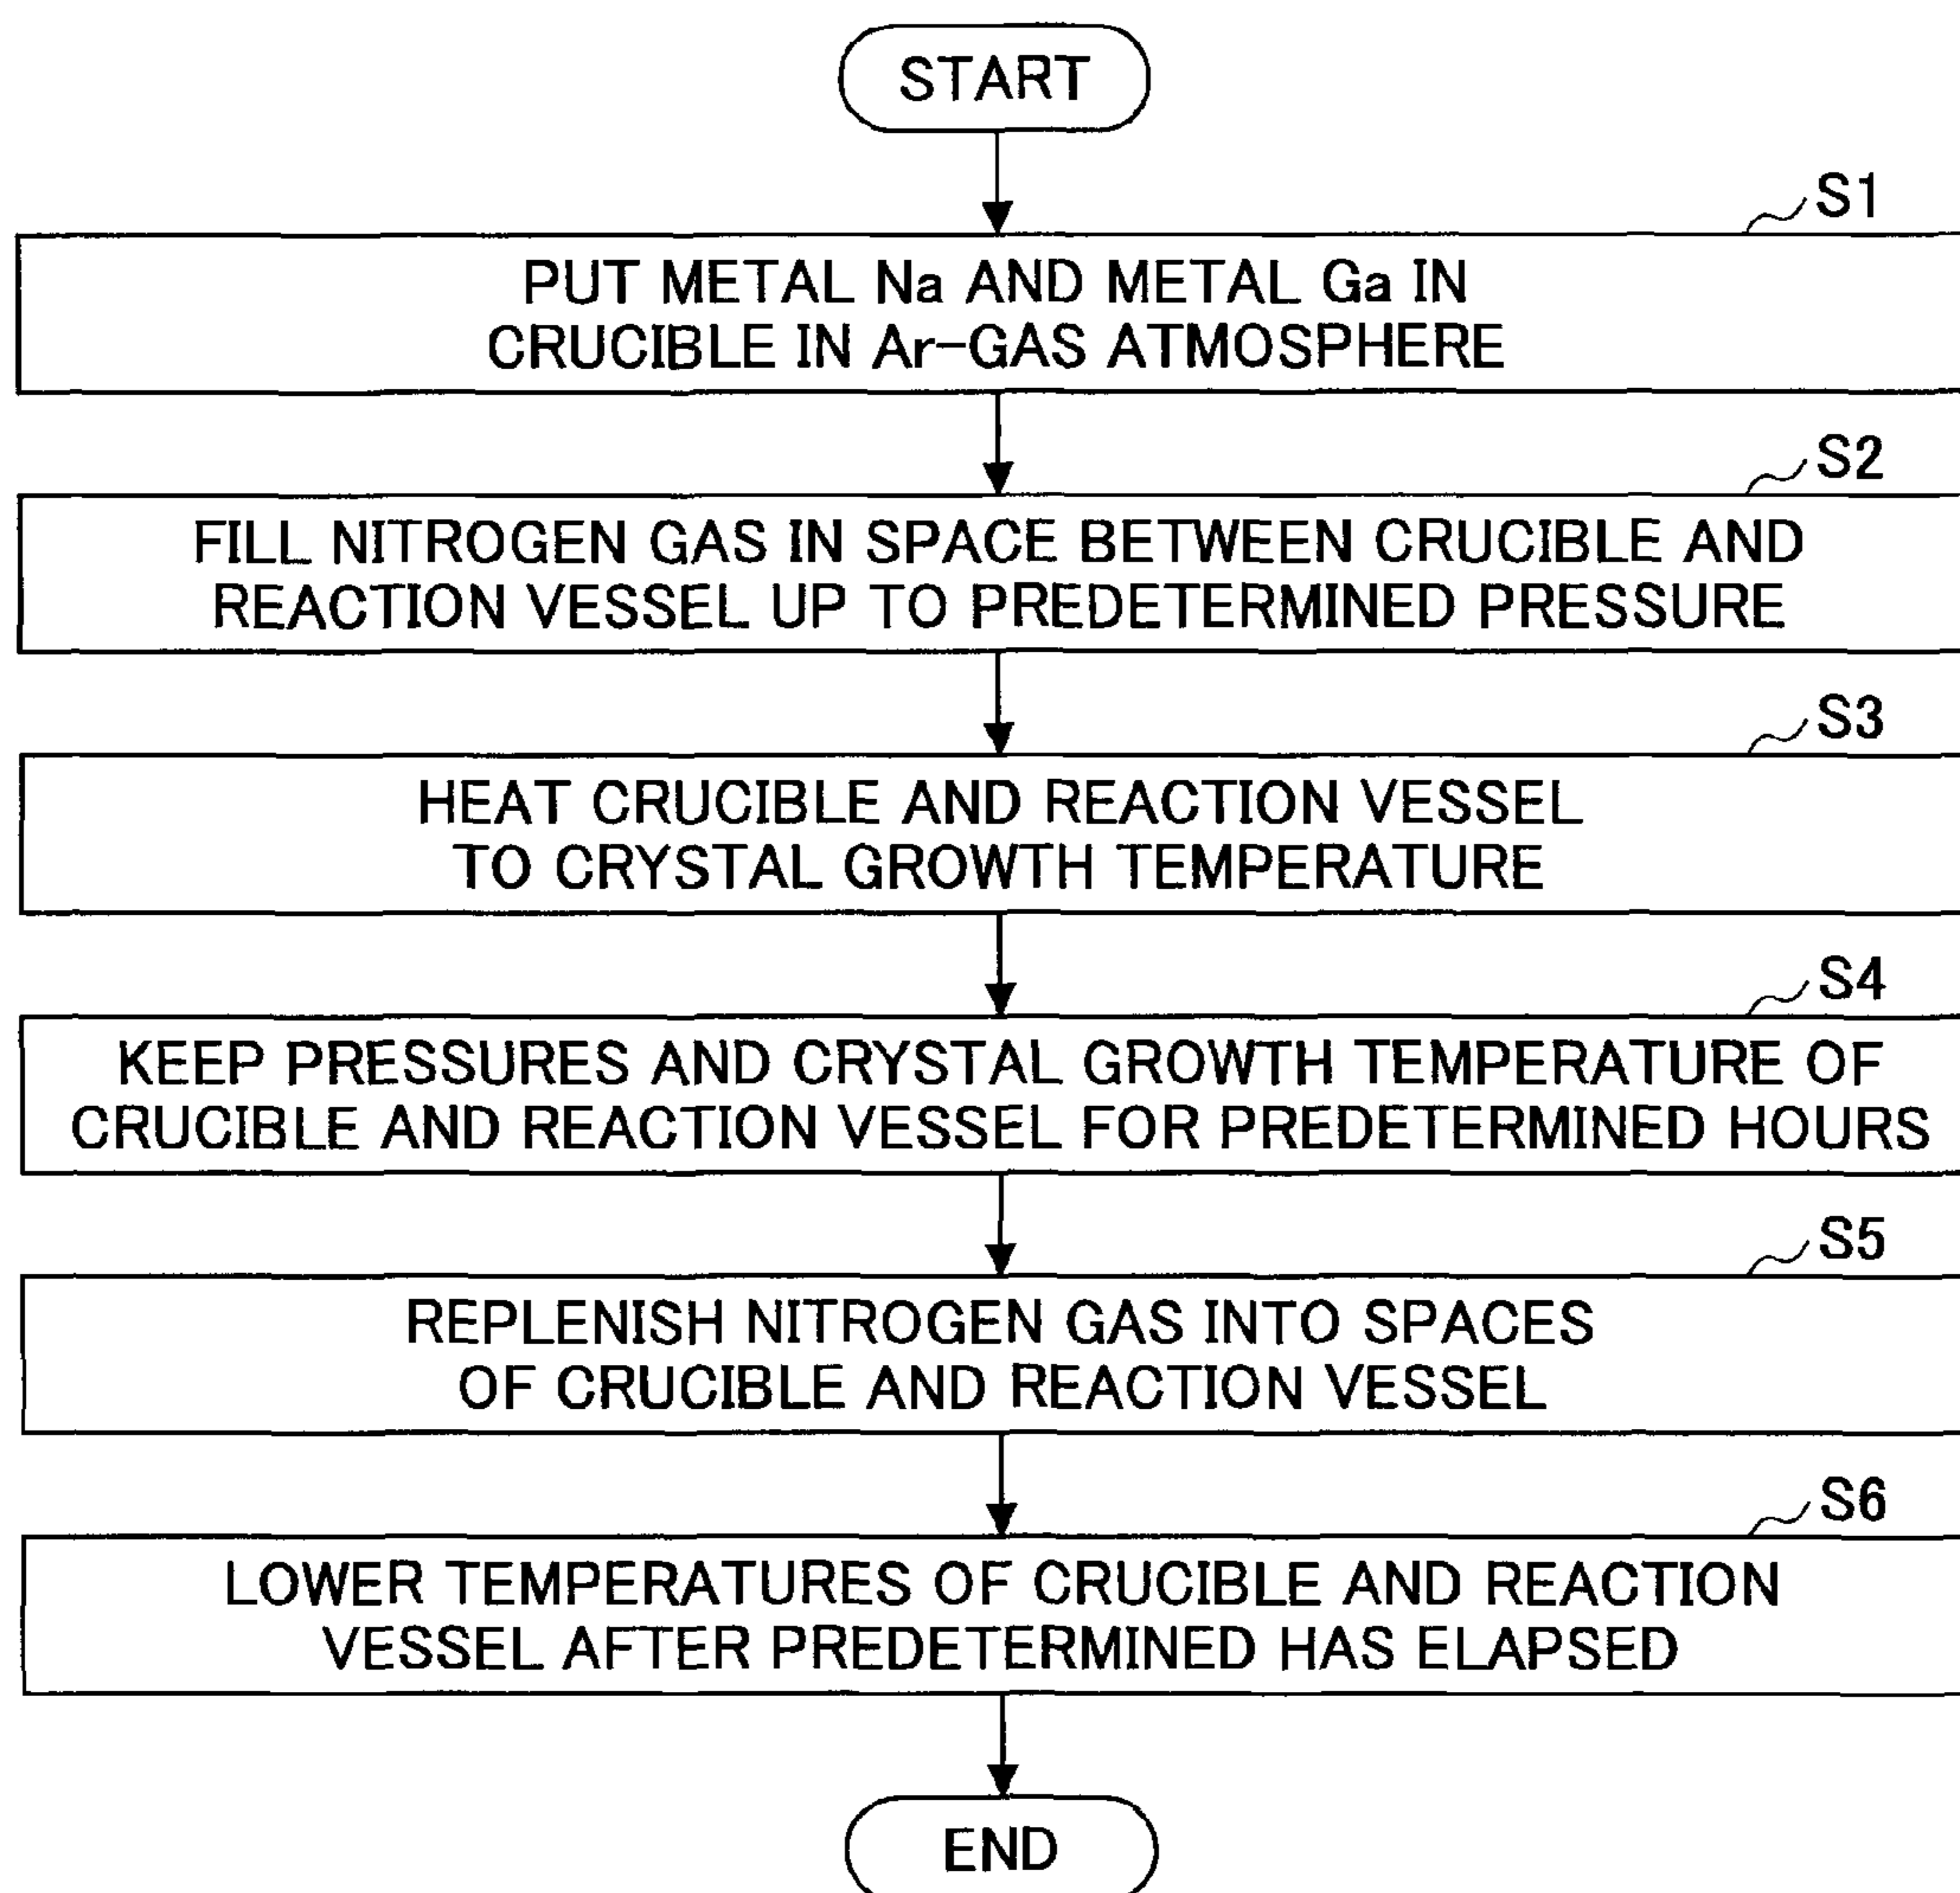 START
S1
PUT METAL Na AND METAL Ga IN
CRUCIBLE IN Ar-GAS ATMOSPHERE
S2
FILL NITROGEN GAS IN SPACE BETWEEN CRUCIBLE AND
REACTION VESSEL UP TO PREDETERMINED PRESSURE
S3
HEAT CRUCIBLE AND REACTION VESSEL
TO CRYSTAL GROWTH TEMPERATURE
S4
KEEP PRESSURES AND CRYSTAL GROWTH TEMPERATURE OF
CRUCIBLE AND REACTION VESSEL FOR PREDETERMINED HOURS
S5
REPLENISH NITROGEN GAS INTO SPACES
OF CRUCIBLE AND REACTION VESSEL
S6
LOWER TEMPERATURES OF CRUCIBLE AND REACTION
VESSEL AFTER PREDETERMINED HAS ELAPSED
END